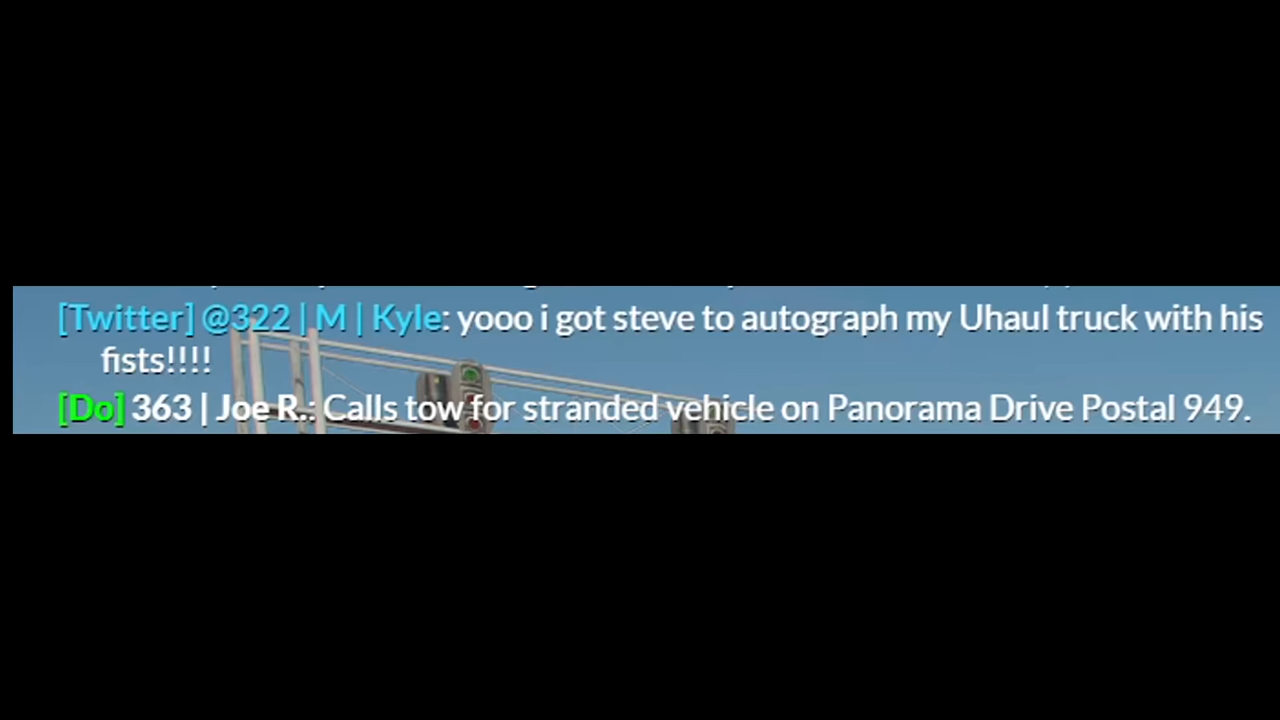 [Twitter] @322 | M | Kyle: yooo i got steve to autograph my Uhaul truck with his
fists!!!!
[Do] 363 | Joe R.: Calls tow for stranded vehicle on Panorama Drive Postal 949.